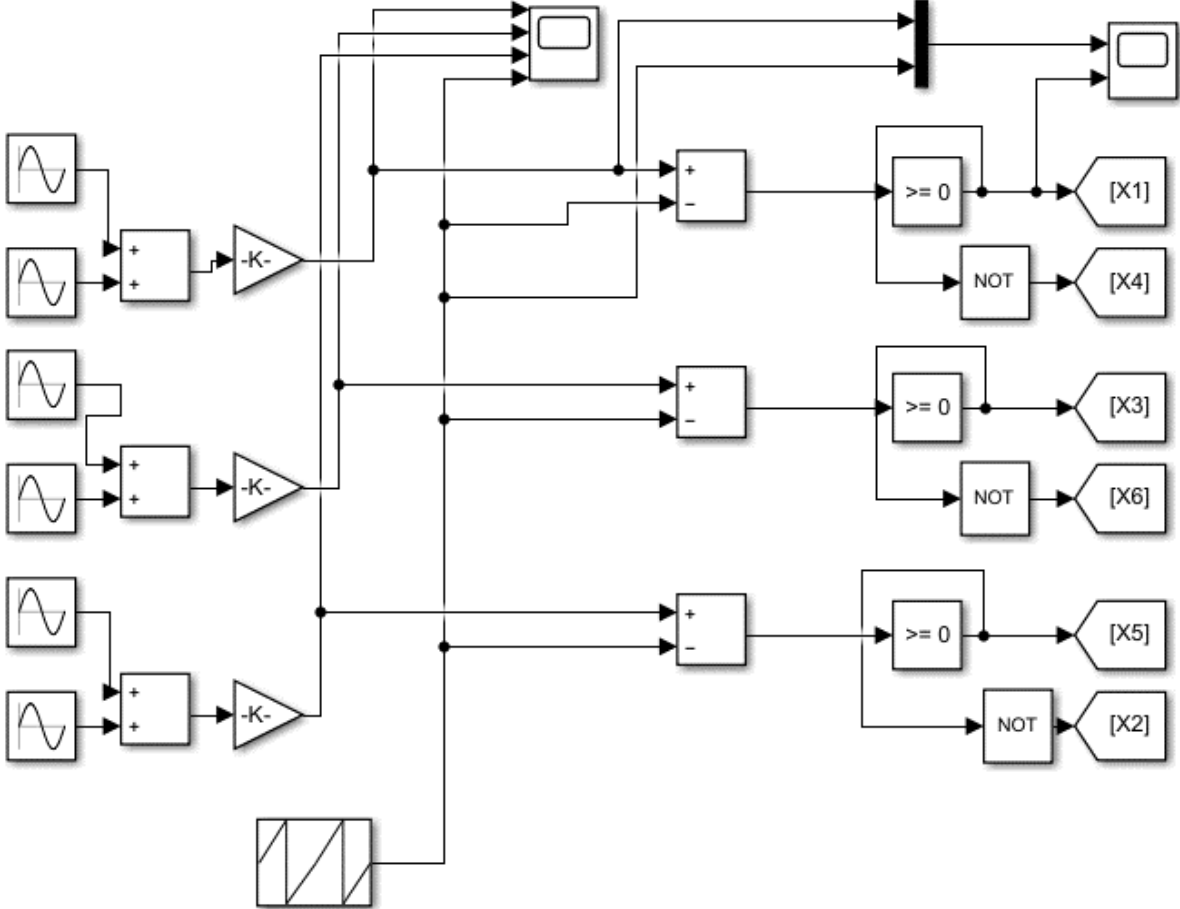 +
−
>= 0
[X1]
+
+
-K-
NOT
[X4]
+
−
>= 0
[X3]
+
+
-K-
NOT
[X6]
+
−
>= 0
[X5]
+
+
-K-
NOT
[X2]